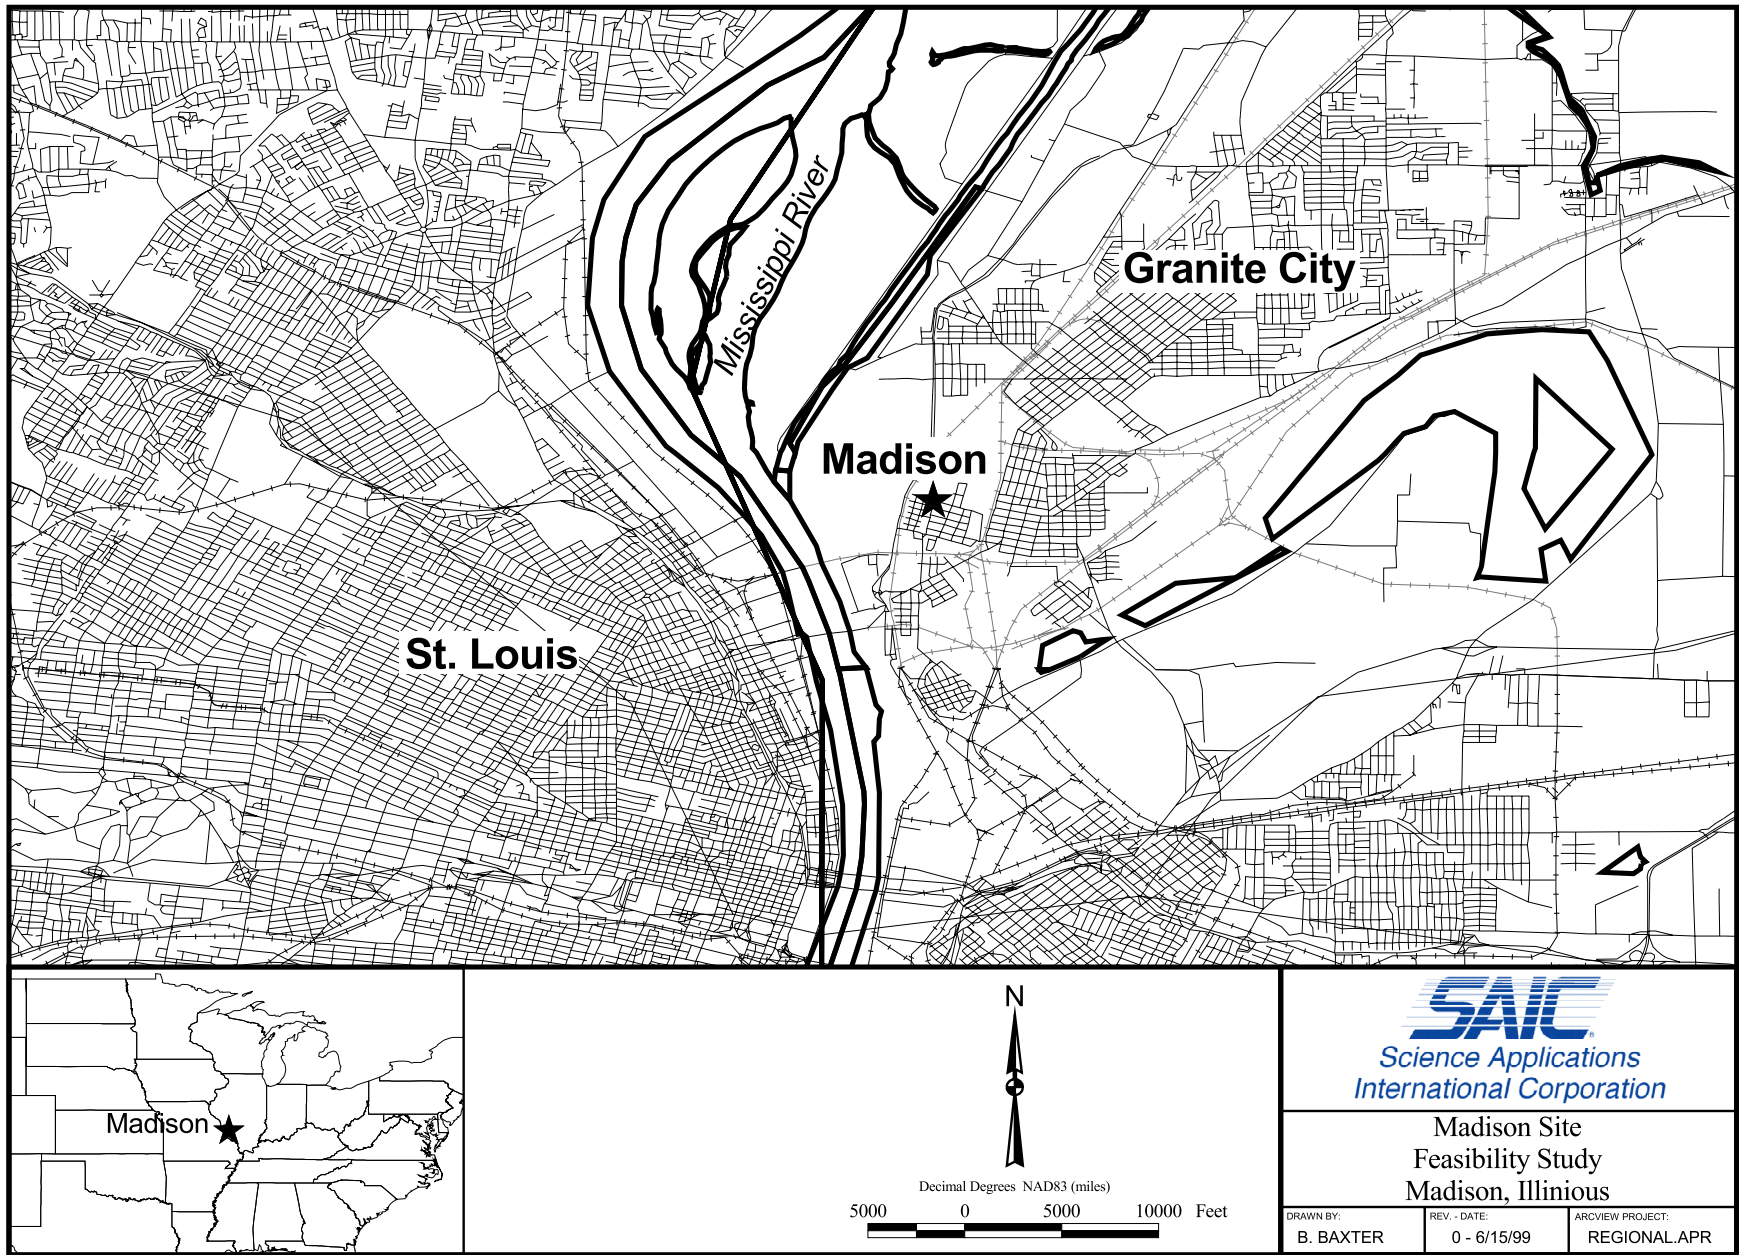 Mississippi River
Granite City
Madison
St. Louis
Madison
N
Decimal Degrees NAD83 (miles)
5000 0 5000 10000 Feet
SAIC
Science Applications
International Corporation
Madison Site
Feasibility Study
Madison, Illinious
DRAWN BY:
B. BAXTER
REV. - DATE:
0 - 6/15/99
ARCVIEW PROJECT:
REGIONAL.APR